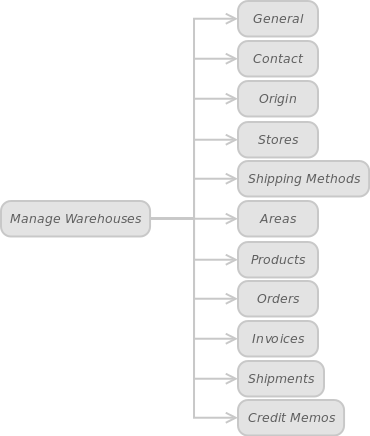 General
Contact
Origin
Stores
Shipping Methods
Manage Warehouses
Areas
Products
Orders
Invoices
Shipments
Credit Memos